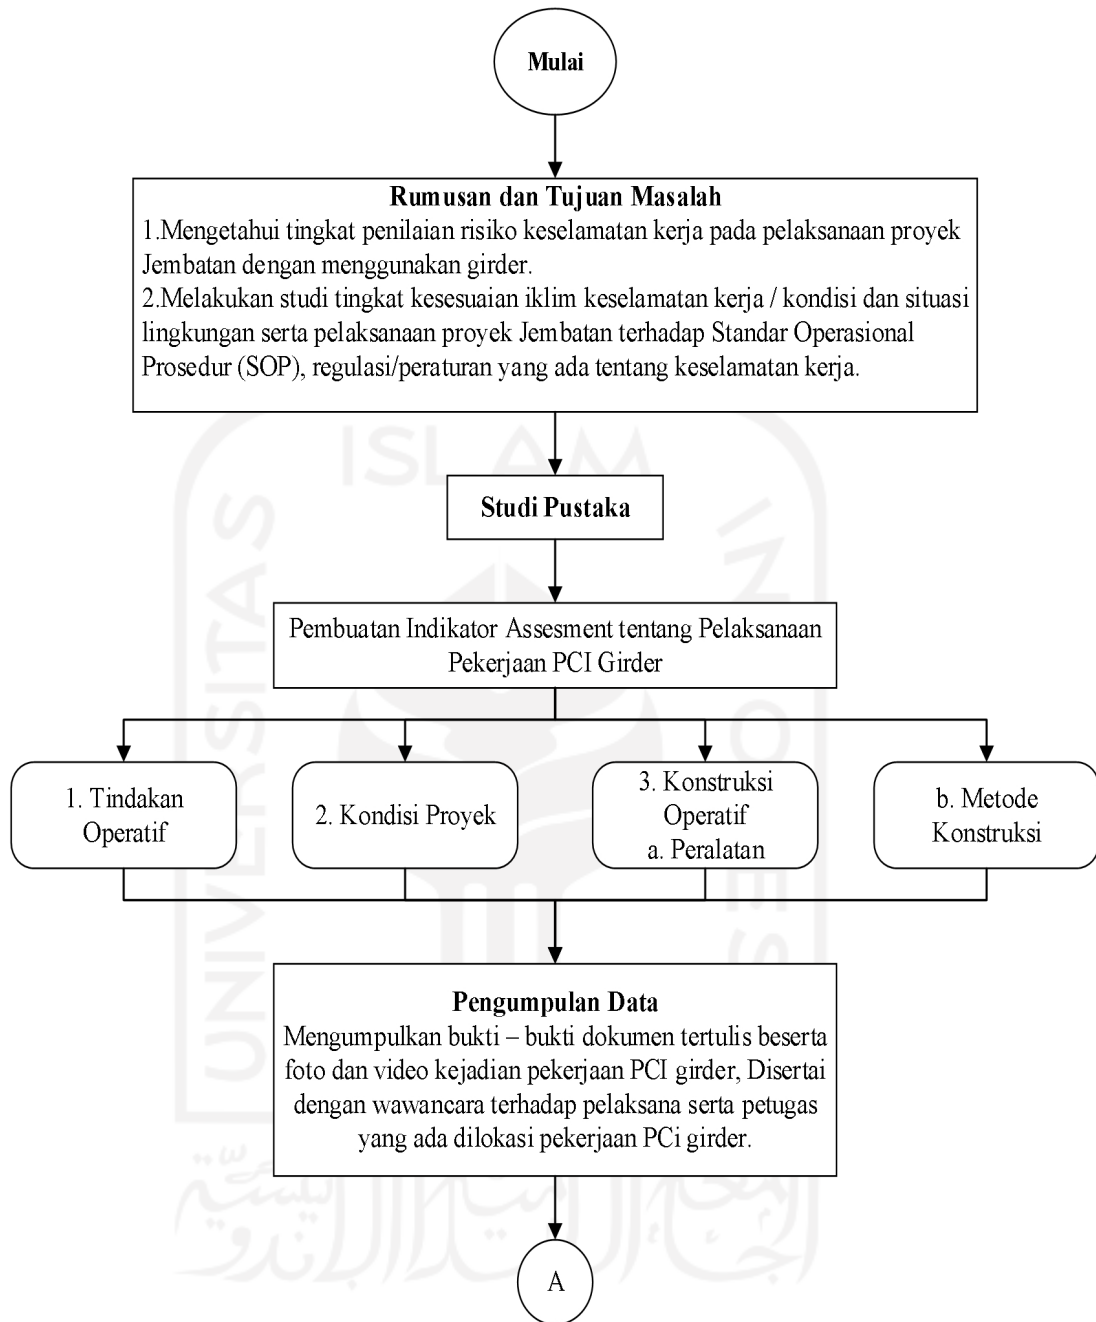 Mulai
Rumusan dan Tujuan Masalah
1.Mengetahui tingkat penilaian risiko keselamatan kerja pada pelaksanaan proyek
Jembatan dengan menggunakan girder.
2.Melakukan studi tingkat kesesuaian iklim keselamatan kerja / kondisi dan situasi
lingkungan serta pelaksanaan proyek Jembatan terhadap Standar Operasional
Prosedur (SOP), regulasi/peraturan yang ada tentang keselamatan kerja.
ISLAM
UNIVERSITAS
Studi Pustaka
Pembuatan Indikator Assesment tentang Pelaksanaan
Pekerjaan PCI Girder
1. Tindakan
Operatif
2. Kondisi Proyek
3. Konstruksi
Operatif
a. Peralatan
b. Metode
Konstruksi
Pengumpulan Data
Mengumpulkan bukti – bukti dokumen tertulis beserta
foto dan video kejadian pekerjaan PCI girder, Disertai
dengan wawancara terhadap pelaksana serta petugas
yang ada dilokasi pekerjaan PCi girder.
A